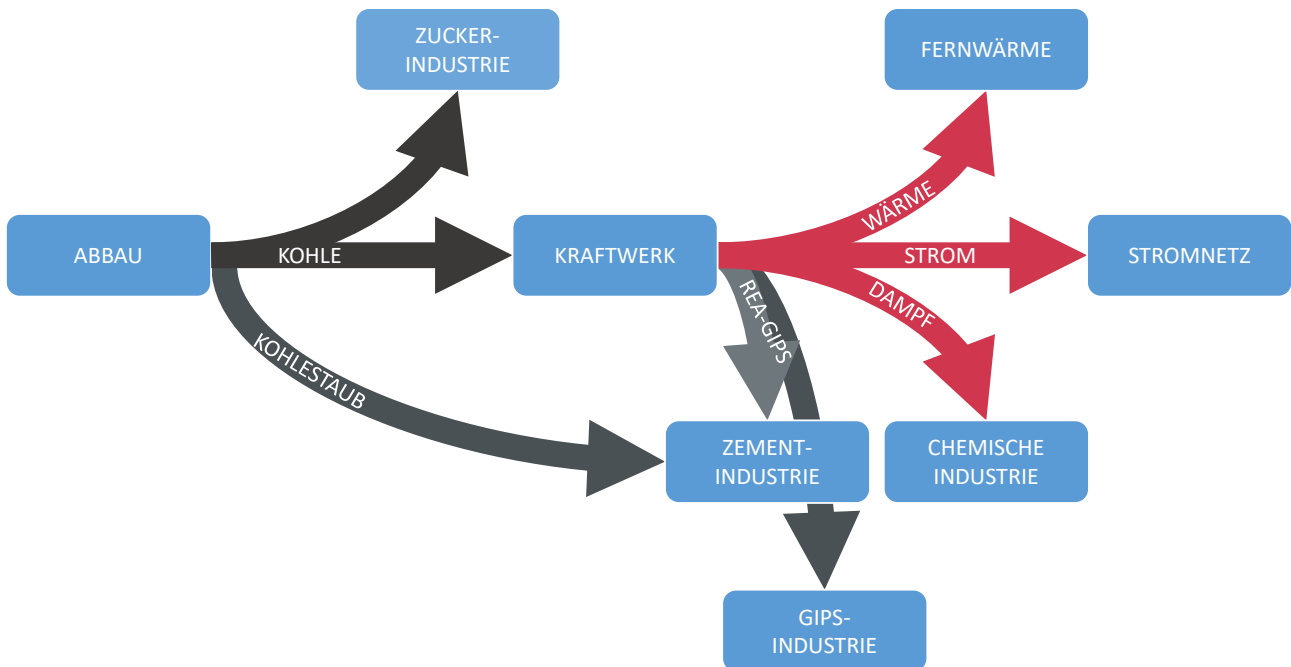 ZUCKER-
INDUSTRIE
FERNWÄRME
WÄRME
ABBAU
KOHLE
KRAFTWERK
STROM
STROMNETZ
DAMPF
REA-GIPS
KOHLESTAUB
ZEMENT-
INDUSTRIE
CHEMISCHE
INDUSTRIE
GIPS-
INDUSTRIE